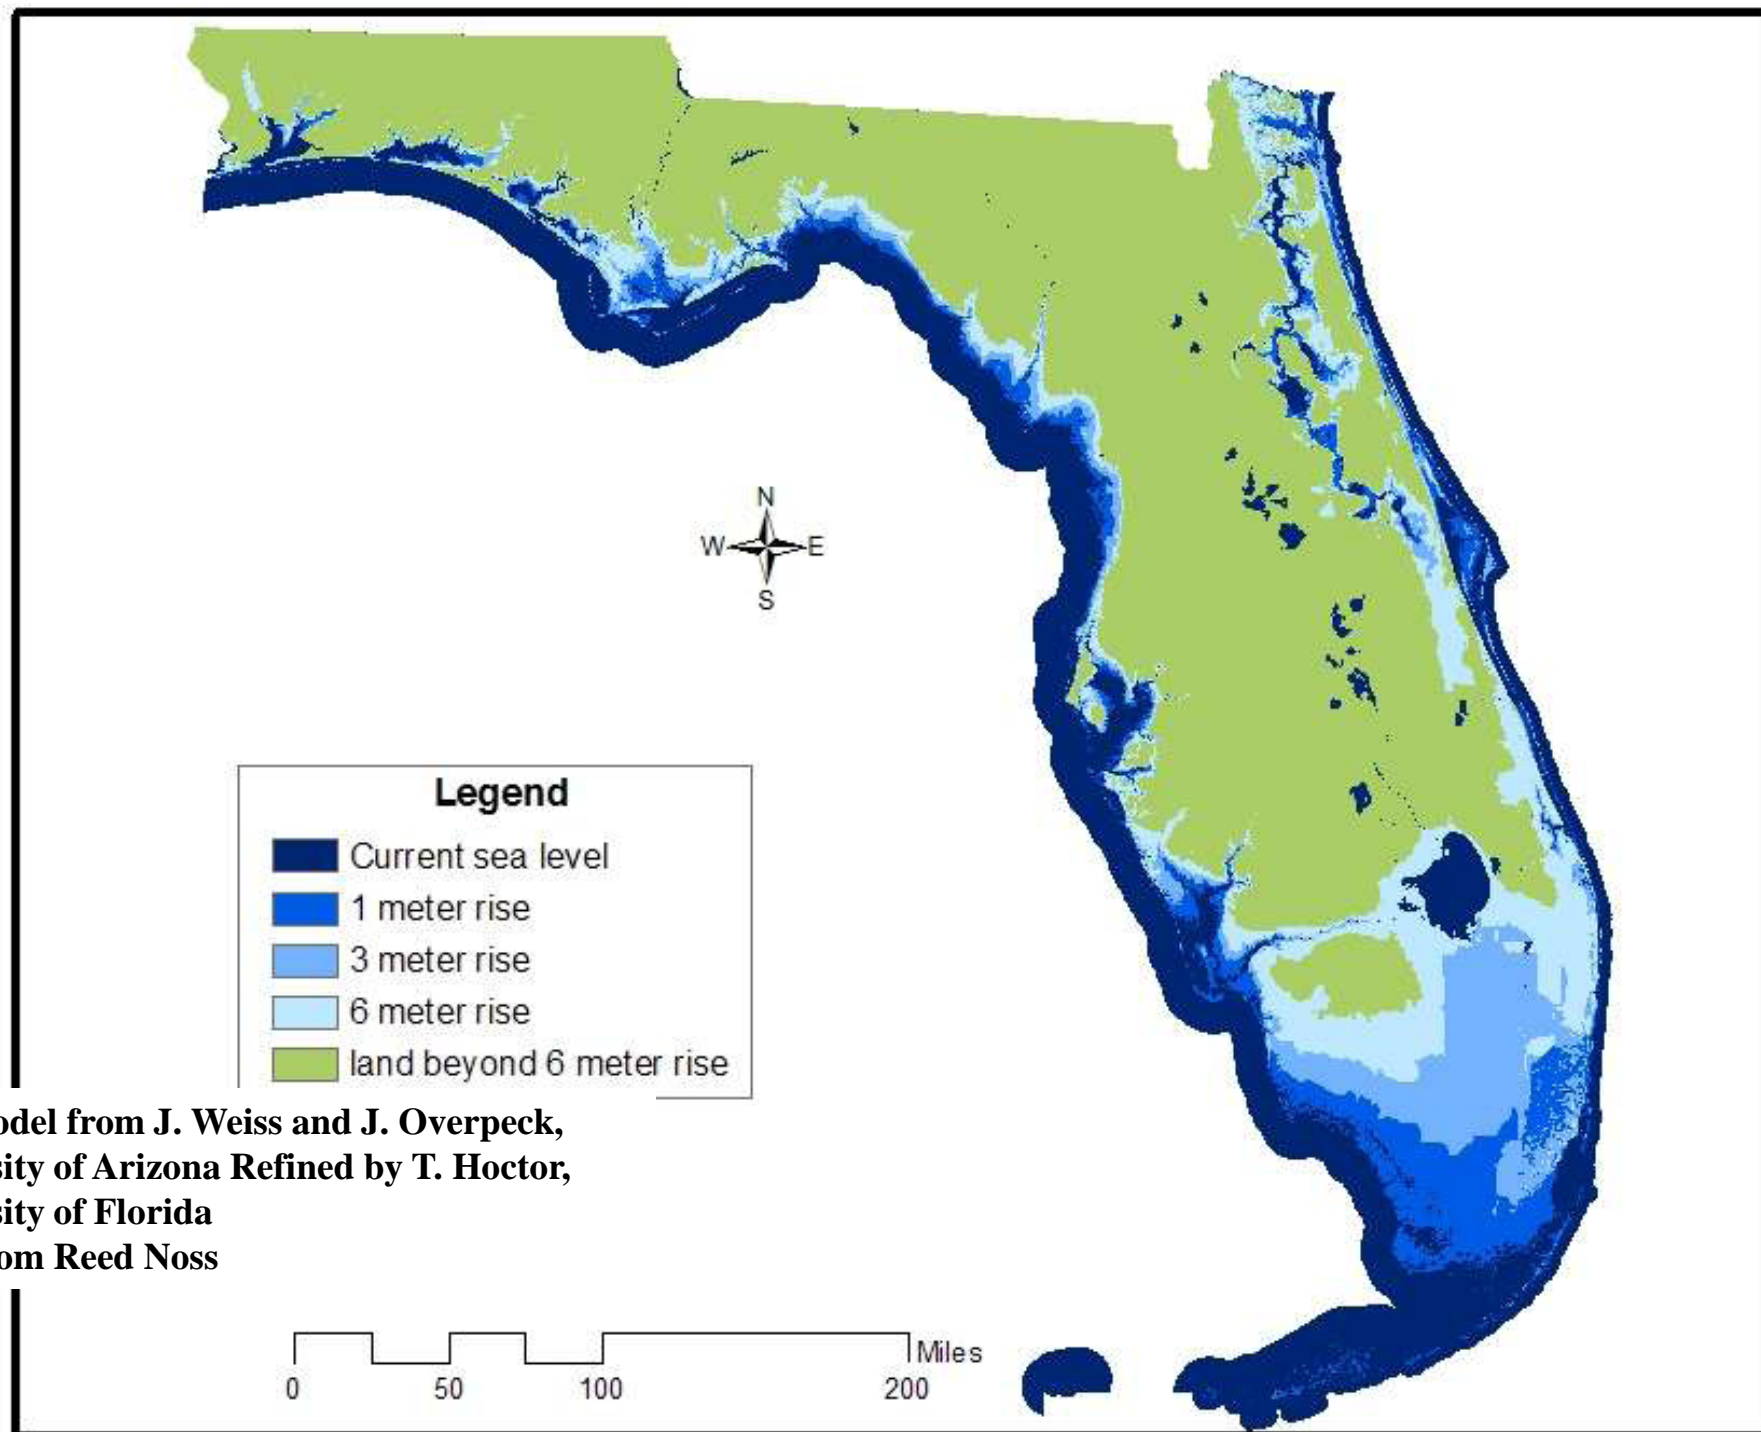 N
W E
S
Legend
Current sea level
1 meter rise
3 meter rise
6 meter rise
land beyond 6 meter rise
odel from J. Weiss and J. Overpeck,
sity of Arizona Refined by T. Hoctor,
sity of Florida
om Reed Noss
Miles
0 50 100 200